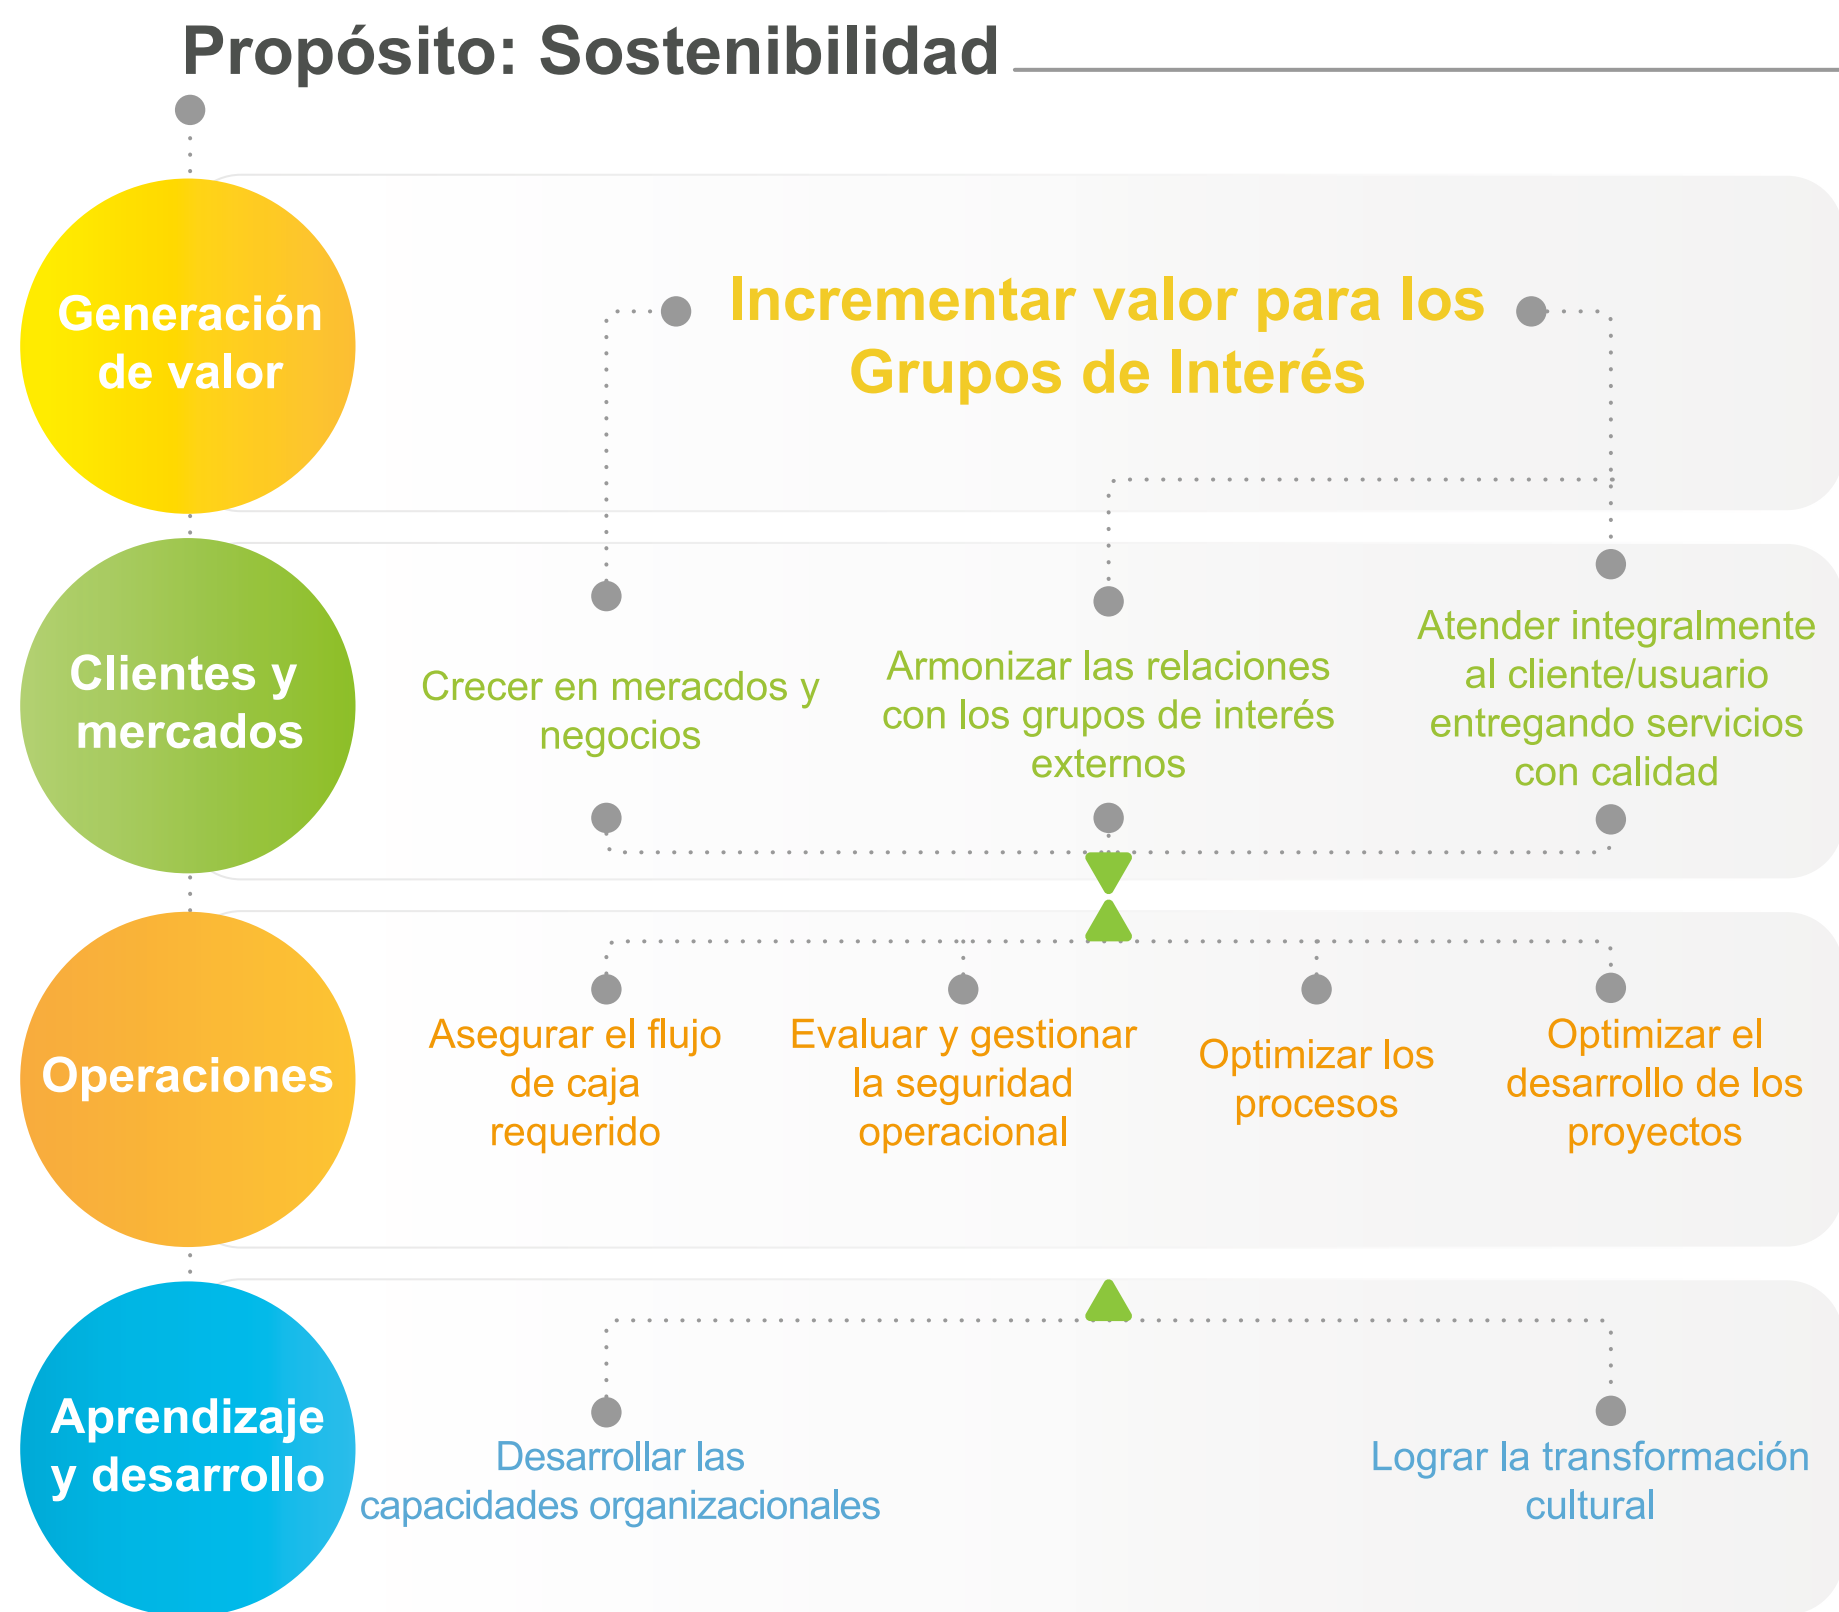 Propósito: Sostenibilidad
Generación
de valor
Incrementar valor para los
Grupos de Interés
Clientes y
mercados
Crecer en meracdos y
negocios
Armonizar las relaciones
con los grupos de interés
externos
Atender integralmente
al cliente/usuario
entregando servicios
con calidad
Operaciones
Asegurar el flujo
de caja
requerido
Evaluar y gestionar
la seguridad
operacional
Optimizar los
procesos
Optimizar el
desarrollo de los
proyectos
Aprendizaje
y desarrollo
Desarrollar las
capacidades organizacionales
Lograr la transformación
cultural